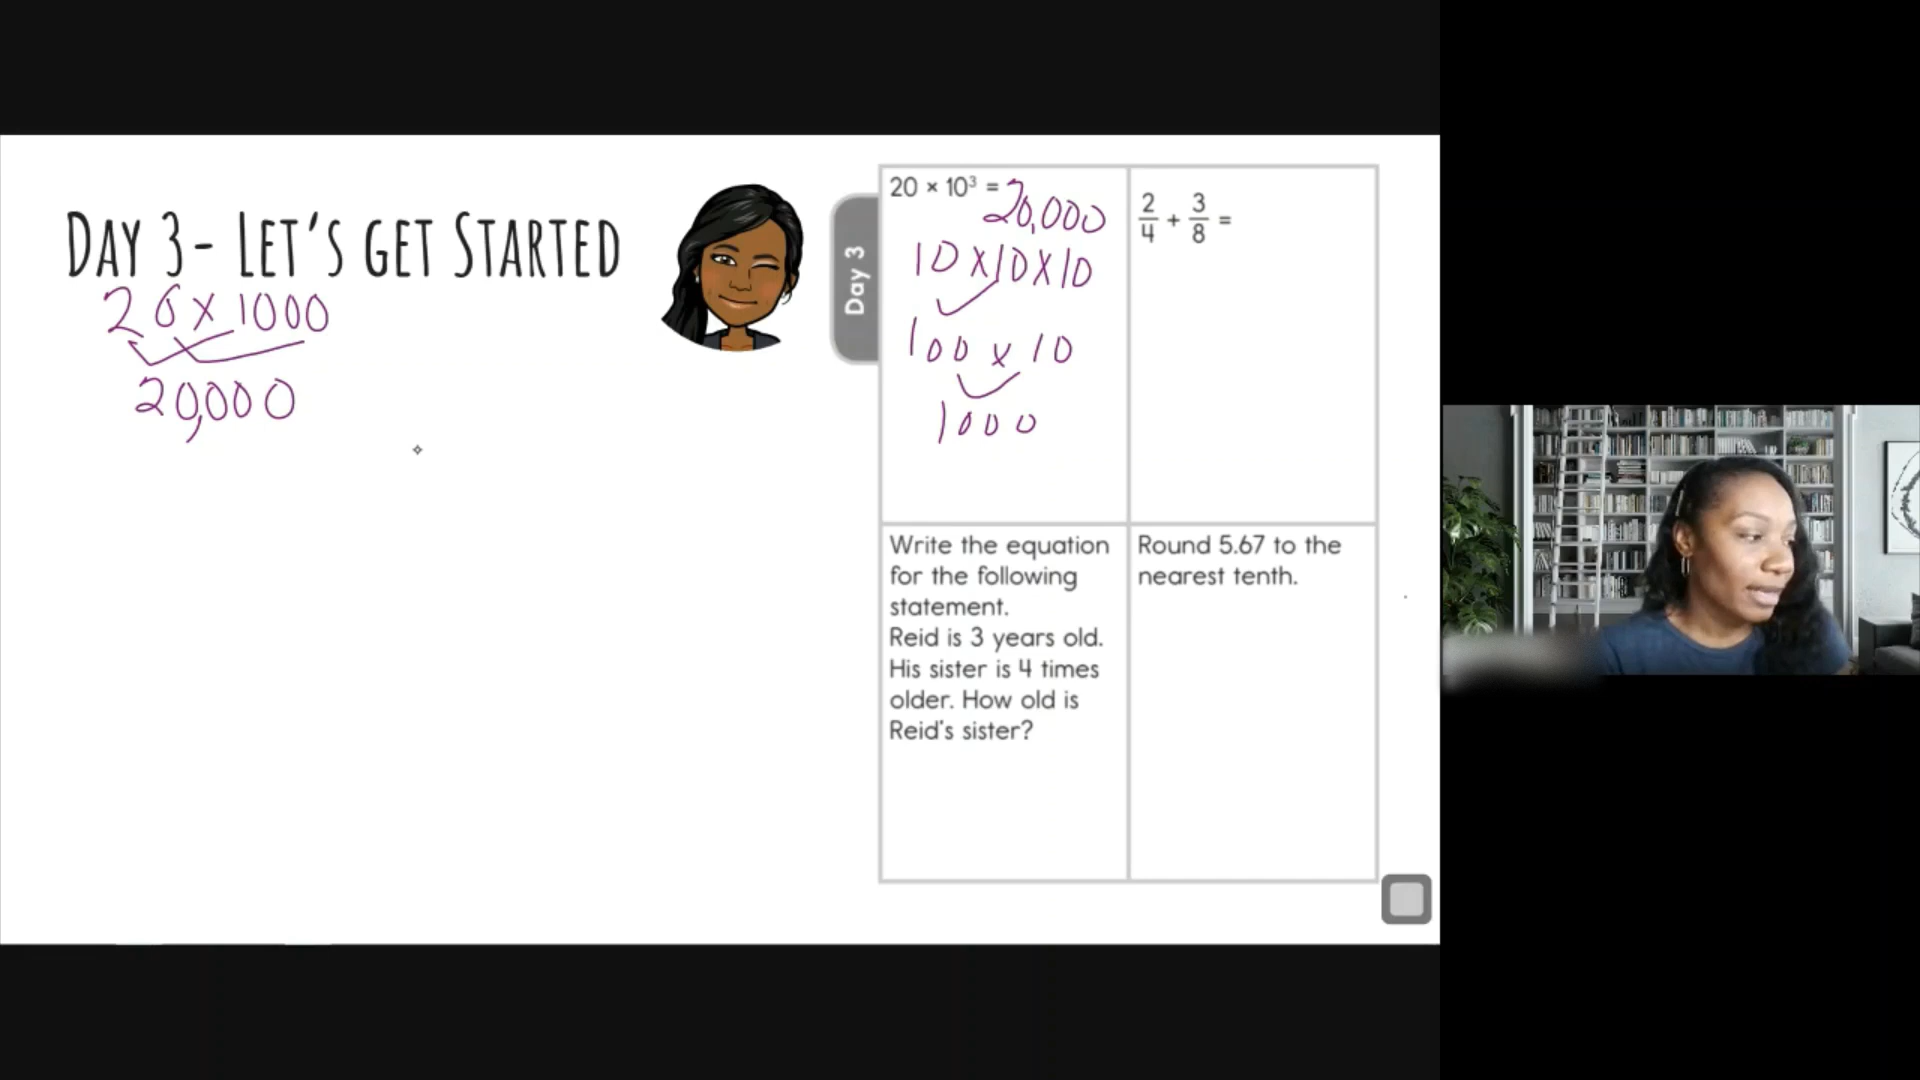 DAY 3- LET'S GET STARTED
20 x 1000
20,000
Day 3
20 × 10³ = 20,000
10 x 10 x 10
100 x 10
1000
2/4 + 3/8 =
Write the equation
for the following
statement.
Reid is 3 years old.
His sister is 4 times
older. How old is
Reid's sister?
Round 5.67 to the
nearest tenth.